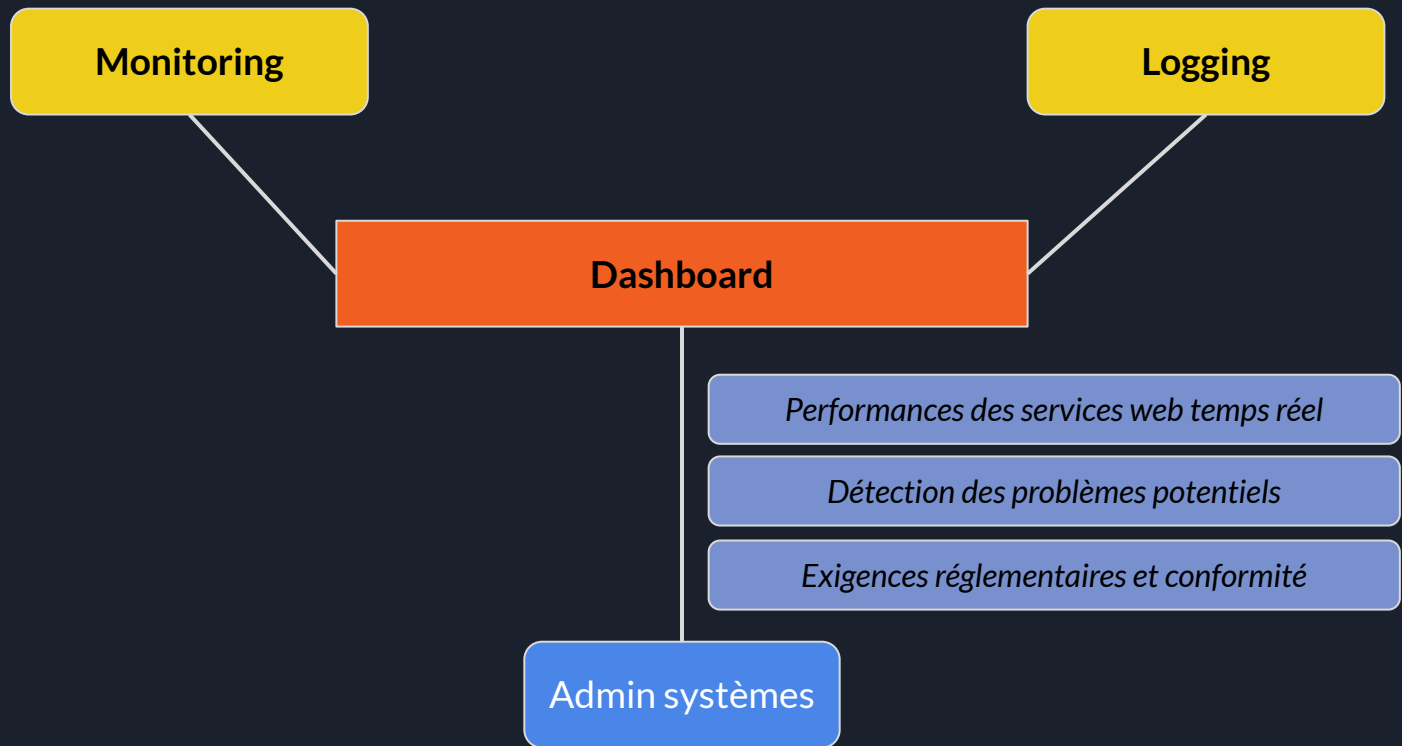 Monitoring
Logging
Dashboard
Performances des services web temps réel
Détection des problèmes potentiels
Exigences réglementaires et conformité
Admin systèmes